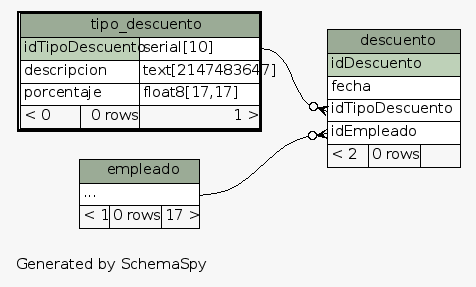 tipo_descuento
idTipoDescuento serial[10]
descripcion text[2147483647]
porcentaje float8[17,17]
< 0 0 rows 1 >
descuento
idDescuento
fecha
idTipoDescuento
idEmpleado
< 2 0 rows
empleado
...
< 1 0 rows 17 >
Generated by SchemaSpy